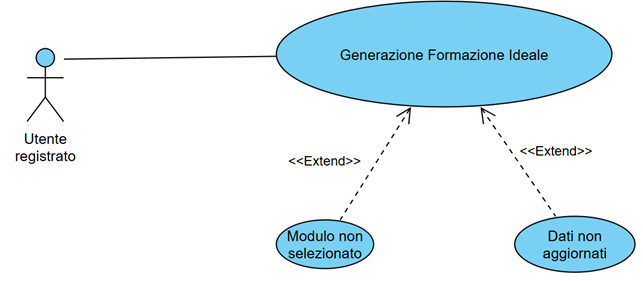 Generazione Formazione Ideale
Utente
registrato
<<Extend>>
<<Extend>>
Modulo non
selezionato
Dati non
aggiornati